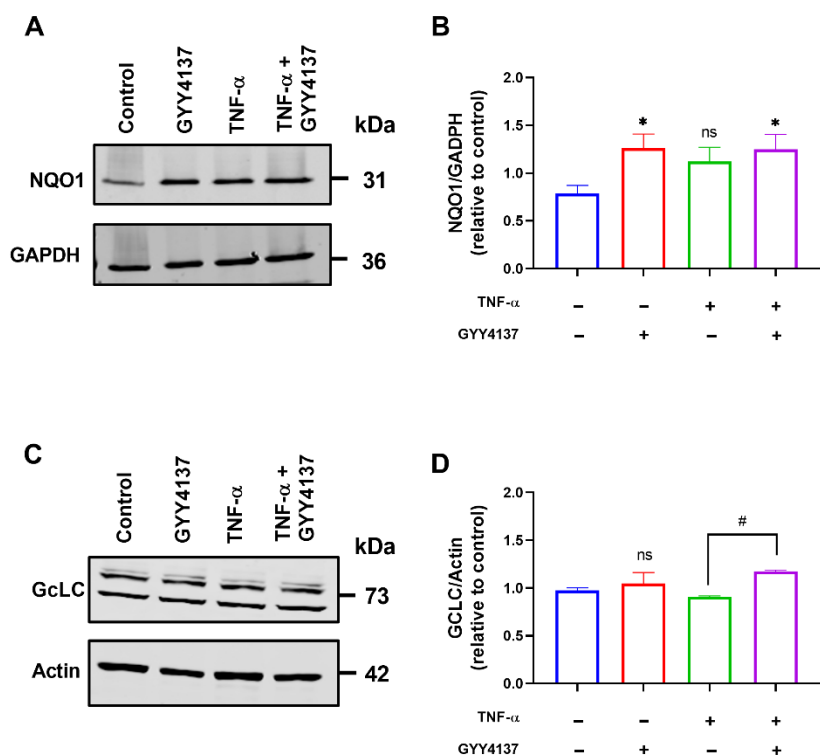 A
Control
GYY4137
TNF-α
TNF-α +
GYY4137
kDa
NQO1
31
GAPDH
36
B
NQO1/GADPH
(relative to control)
2.0
1.5
1.0
0.5
0.0
*
ns
*
TNF-α − − + +
GYY4137 − + − +
C
Control
GYY4137
TNF-α
TNF-α +
GYY4137
kDa
GcLC
73
Actin
42
D
GCLC/Actin
(relative to control)
2.0
1.5
1.0
0.5
0.0
ns
#
TNF-α − − + +
GYY4137 − + − +